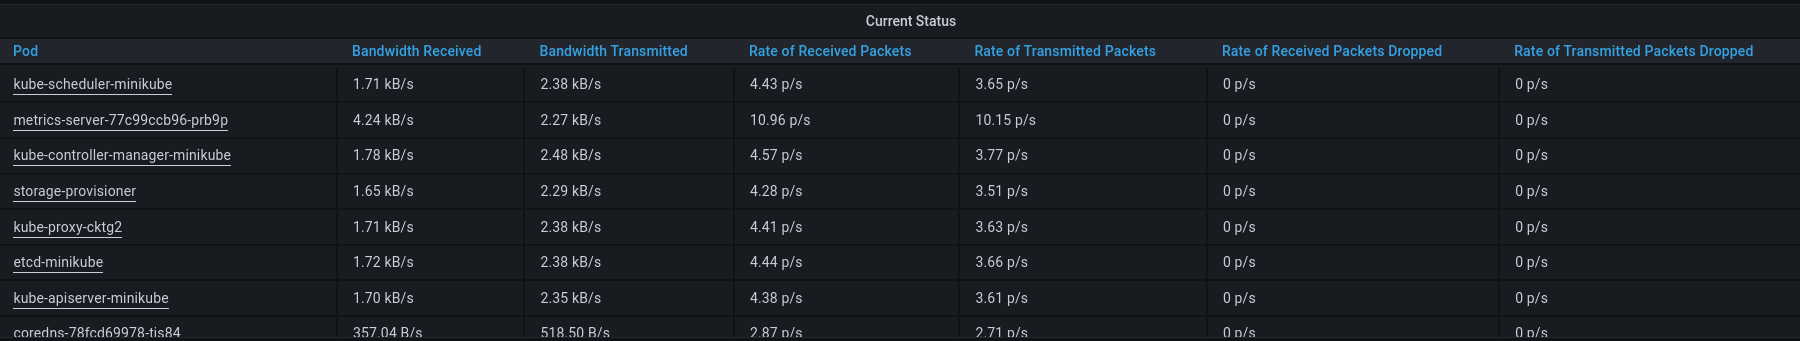 Current Status
Pod Bandwidth Received Bandwidth Transmitted Rate of Received Packets Rate of Transmitted Packets Rate of Received Packets Dropped Rate of Transmitted Packets Dropped
kube-scheduler-minikube 1.71 kB/s 2.38 kB/s 4.43 p/s 3.65 p/s 0 p/s 0 p/s
metrics-server-77c99ccb96-prb9p 4.24 kB/s 2.27 kB/s 10.96 p/s 10.15 p/s 0 p/s 0 p/s
kube-controller-manager-minikube 1.78 kB/s 2.48 kB/s 4.57 p/s 3.77 p/s 0 p/s 0 p/s
storage-provisioner 1.65 kB/s 2.29 kB/s 4.28 p/s 3.51 p/s 0 p/s 0 p/s
kube-proxy-cktg2 1.71 kB/s 2.38 kB/s 4.41 p/s 3.63 p/s 0 p/s 0 p/s
etcd-minikube 1.72 kB/s 2.38 kB/s 4.44 p/s 3.66 p/s 0 p/s 0 p/s
kube-apiserver-minikube 1.70 kB/s 2.35 kB/s 4.38 p/s 3.61 p/s 0 p/s 0 p/s
357.04 B/s 518.50 B/s 2.87 p/s 2.71 p/s 0 p/s 0 p/s